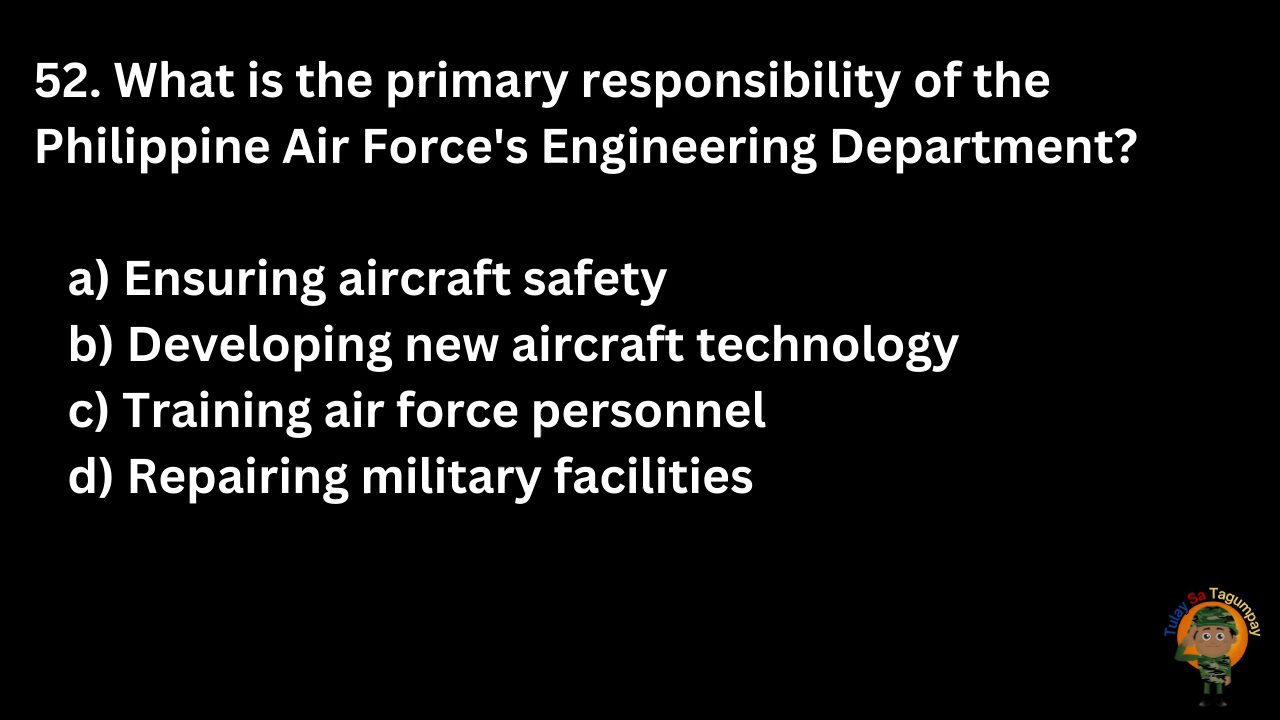 52. What is the primary responsibility of the
Philippine Air Force's Engineering Department?
a) Ensuring aircraft safety
b) Developing new aircraft technology
c) Training air force personnel
d) Repairing military facilities
Tulay Sa Tagumpay